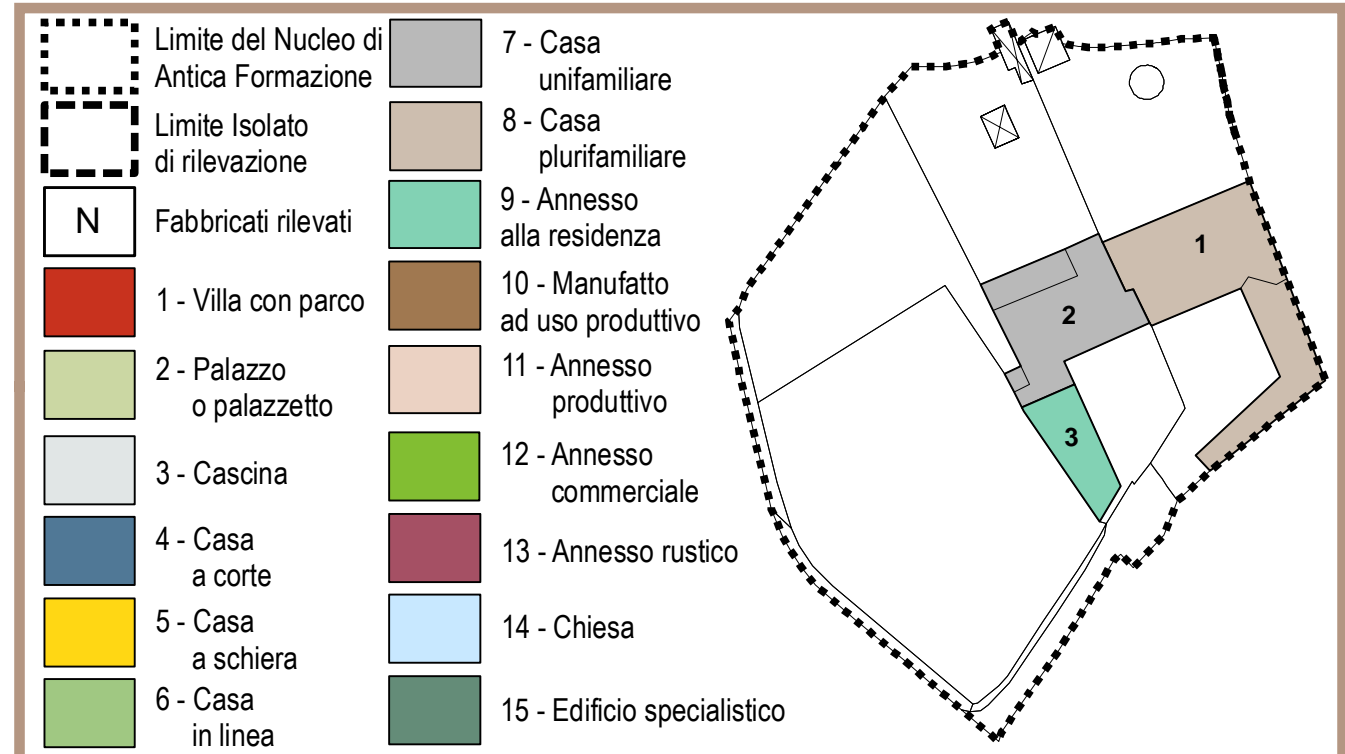 Limite del Nucleo di
Antica Formazione
Limite Isolato
di rilevazione
N
Fabbricati rilevati
1 - Villa con parco
2 - Palazzo
o palazzetto
3 - Cascina
4 - Casa
a corte
5 - Casa
a schiera
6 - Casa
in linea
7 - Casa
unifamiliare
8 - Casa
plurifamiliare
9 - Annesso
alla residenza
10 - Manufatto
ad uso produttivo
11 - Annesso
produttivo
12 - Annesso
commerciale
13 - Annesso rustico
14 - Chiesa
15 - Edificio specialistico
1
2
3